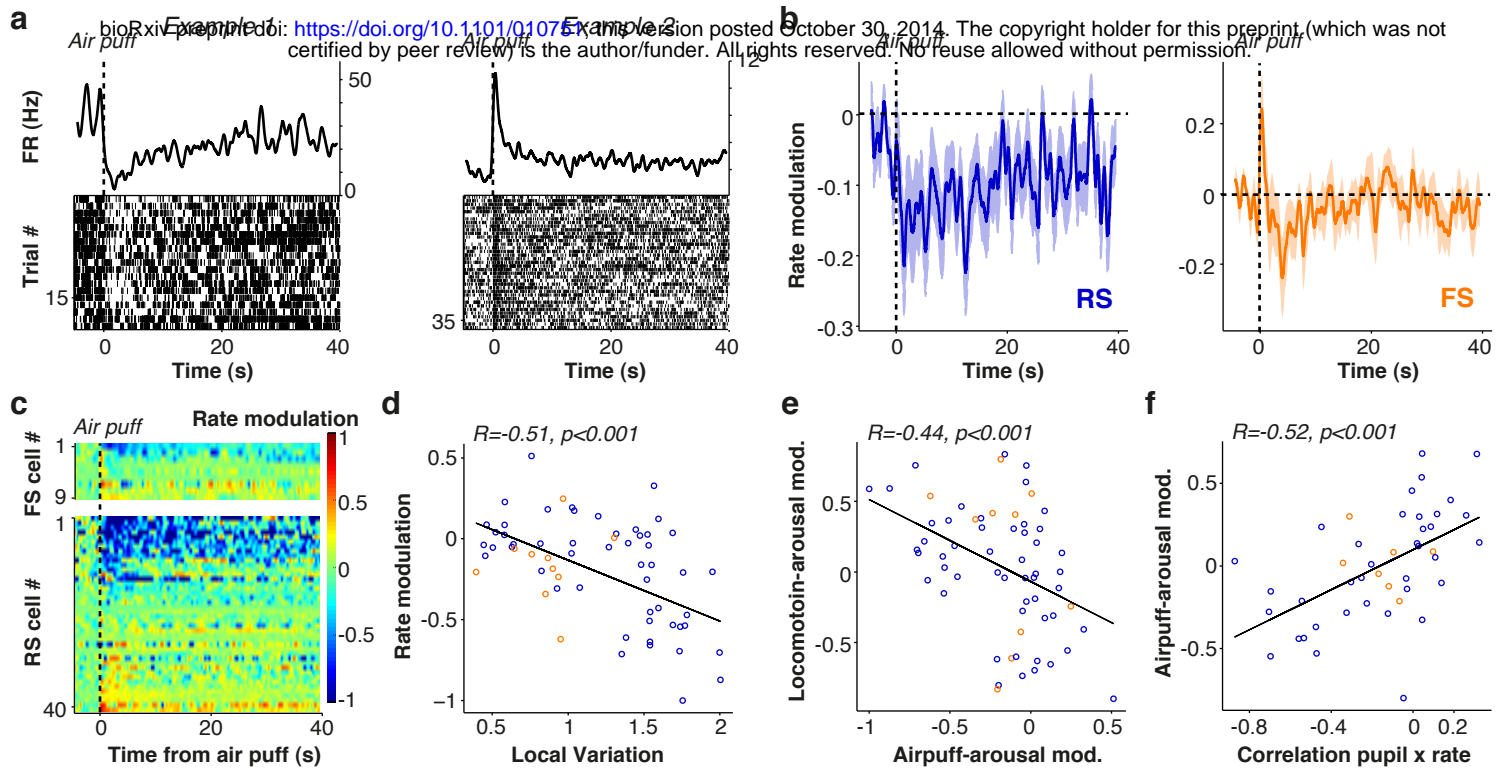 bioRxiv preprint doi: https://doi.org/10.1101/010751; this version posted October 30, 2014. The copyright holder for this preprint (which was not
certified by peer review) is the author/funder. All rights reserved. No reuse allowed without permission.
a
Example 1
Air puff
FR (Hz)
50
0
Trial #
15
0
20
40
Time (s)
Example 2
Air puff
12
35
0
20
40
Time (s)
b
Air puff
Rate modulation
0
-0.1
-0.2
-0.3
RS
0
20
40
Time (s)
Air puff
0.2
0
-0.2
FS
0
20
40
Time (s)
c
Air puff
Rate modulation
FS cell #
1
9
RS cell #
1
40
1
0.5
0
-0.5
-1
0
20
40
Time from air puff (s)
d
R=-0.51, p<0.001
Rate modulation
0.5
0
-0.5
−1
0.5
1
1.5
2
Local Variation
e
R=-0.44, p<0.001
Locomotoin-arousal mod.
0.5
0
-0.5
-1
-0.5
0
0.5
Airpuff-arousal mod.
f
R=-0.52, p<0.001
Airpuff-arousal mod.
0.5
0
-0.5
-0.8
-0.4
0
0.2
Correlation pupil x rate